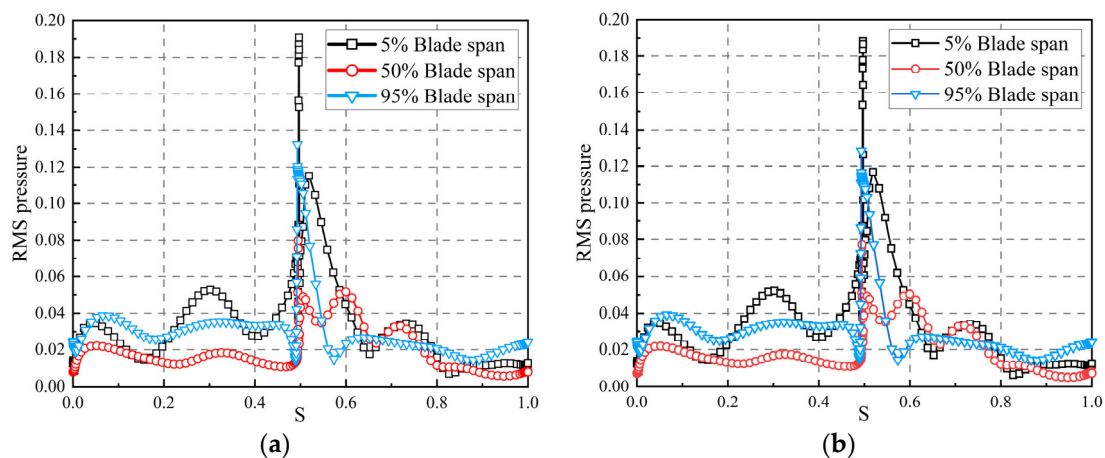 0.20
0.18
0.16
0.14
0.12
0.10
0.08
0.06
0.04
0.02
0.00
RMS pressure
5% Blade span
50% Blade span
95% Blade span
0.0 0.2 0.4 0.6 0.8 1.0
S
(a)
0.20
0.18
0.16
0.14
0.12
0.10
0.08
0.06
0.04
0.02
0.00
RMS pressure
5% Blade span
50% Blade span
95% Blade span
0.0 0.2 0.4 0.6 0.8 1.0
S
(b)